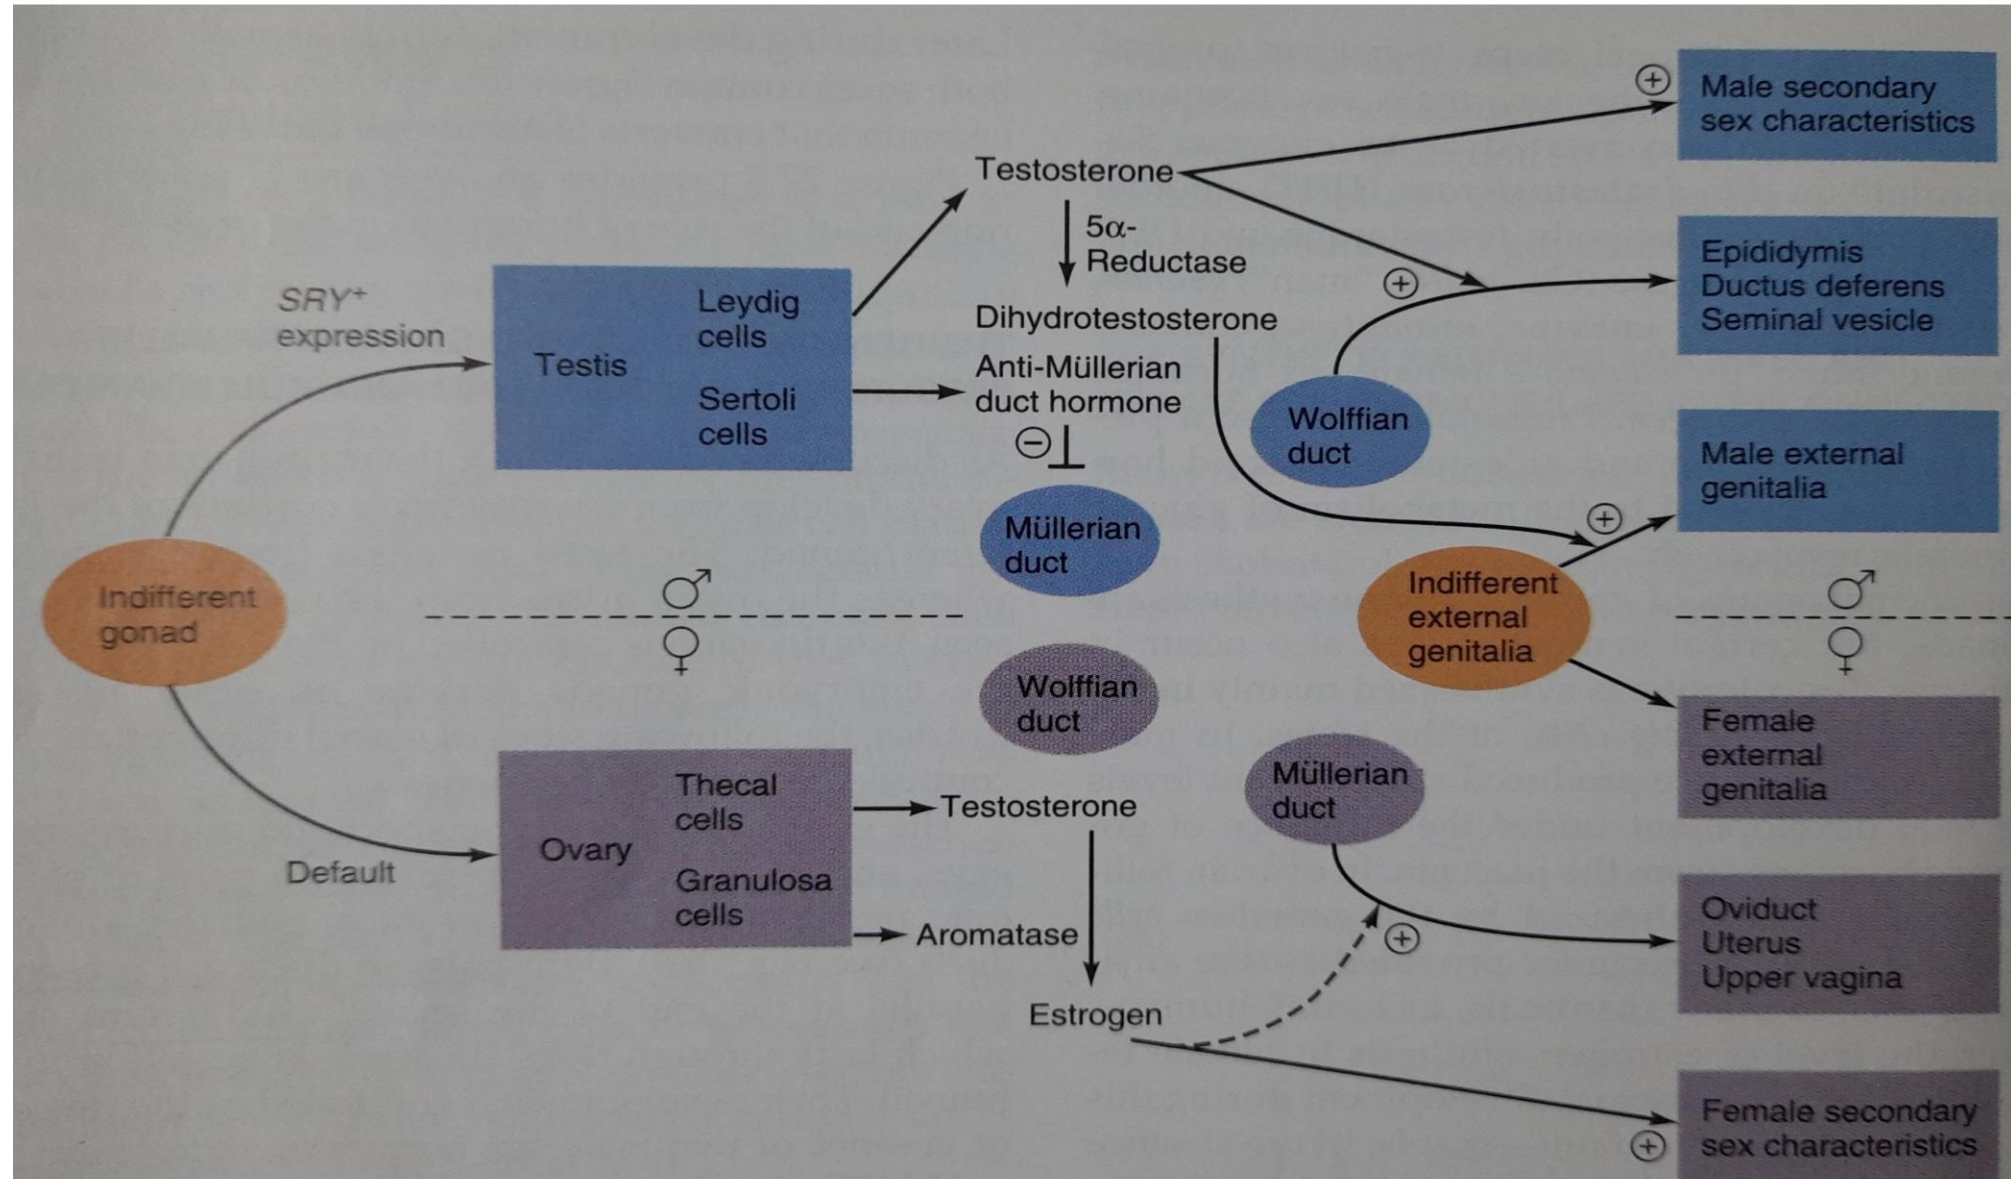 SRY⁺
expression
Indifferent
gonad
Default
Testis
Leydig
cells
Sertoli
cells
♂
♀
Ovary
Thecal
cells
Granulosa
cells
Testosterone
5α-
Reductase
Dihydrotestosterone
Anti-Müllerian
duct hormone
⊖
Müllerian
duct
Wolffian
duct
Testosterone
Aromatase
Estrogen
⊕
Wolffian
duct
⊕
Indifferent
external
genitalia
Müllerian
duct
⊕
⊕
Male secondary
sex characteristics
Epididymis
Ductus deferens
Seminal vesicle
Male external
genitalia
♂
♀
Female
external
genitalia
Oviduct
Uterus
Upper vagina
⊕
Female secondary
sex characteristics